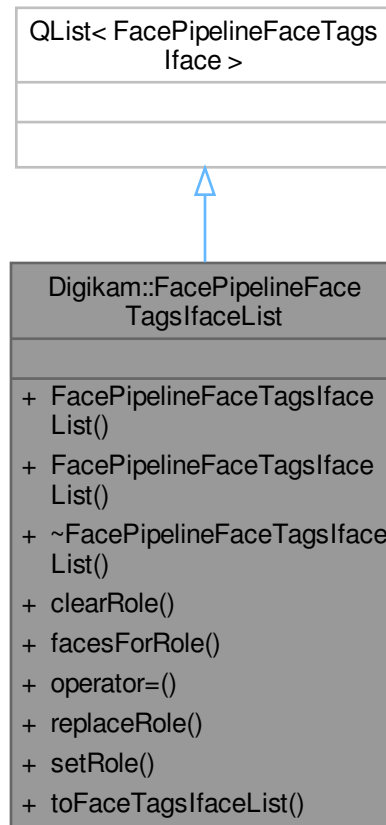 QList< FacePipelineFaceTags
Iface >
Digikam::FacePipelineFace
TagsIfaceList
+ FacePipelineFaceTagsIface
List()
+ FacePipelineFaceTagsIface
List()
+ ~FacePipelineFaceTagsIface
List()
+ clearRole()
+ facesForRole()
+ operator=()
+ replaceRole()
+ setRole()
+ toFaceTagsIfaceList()